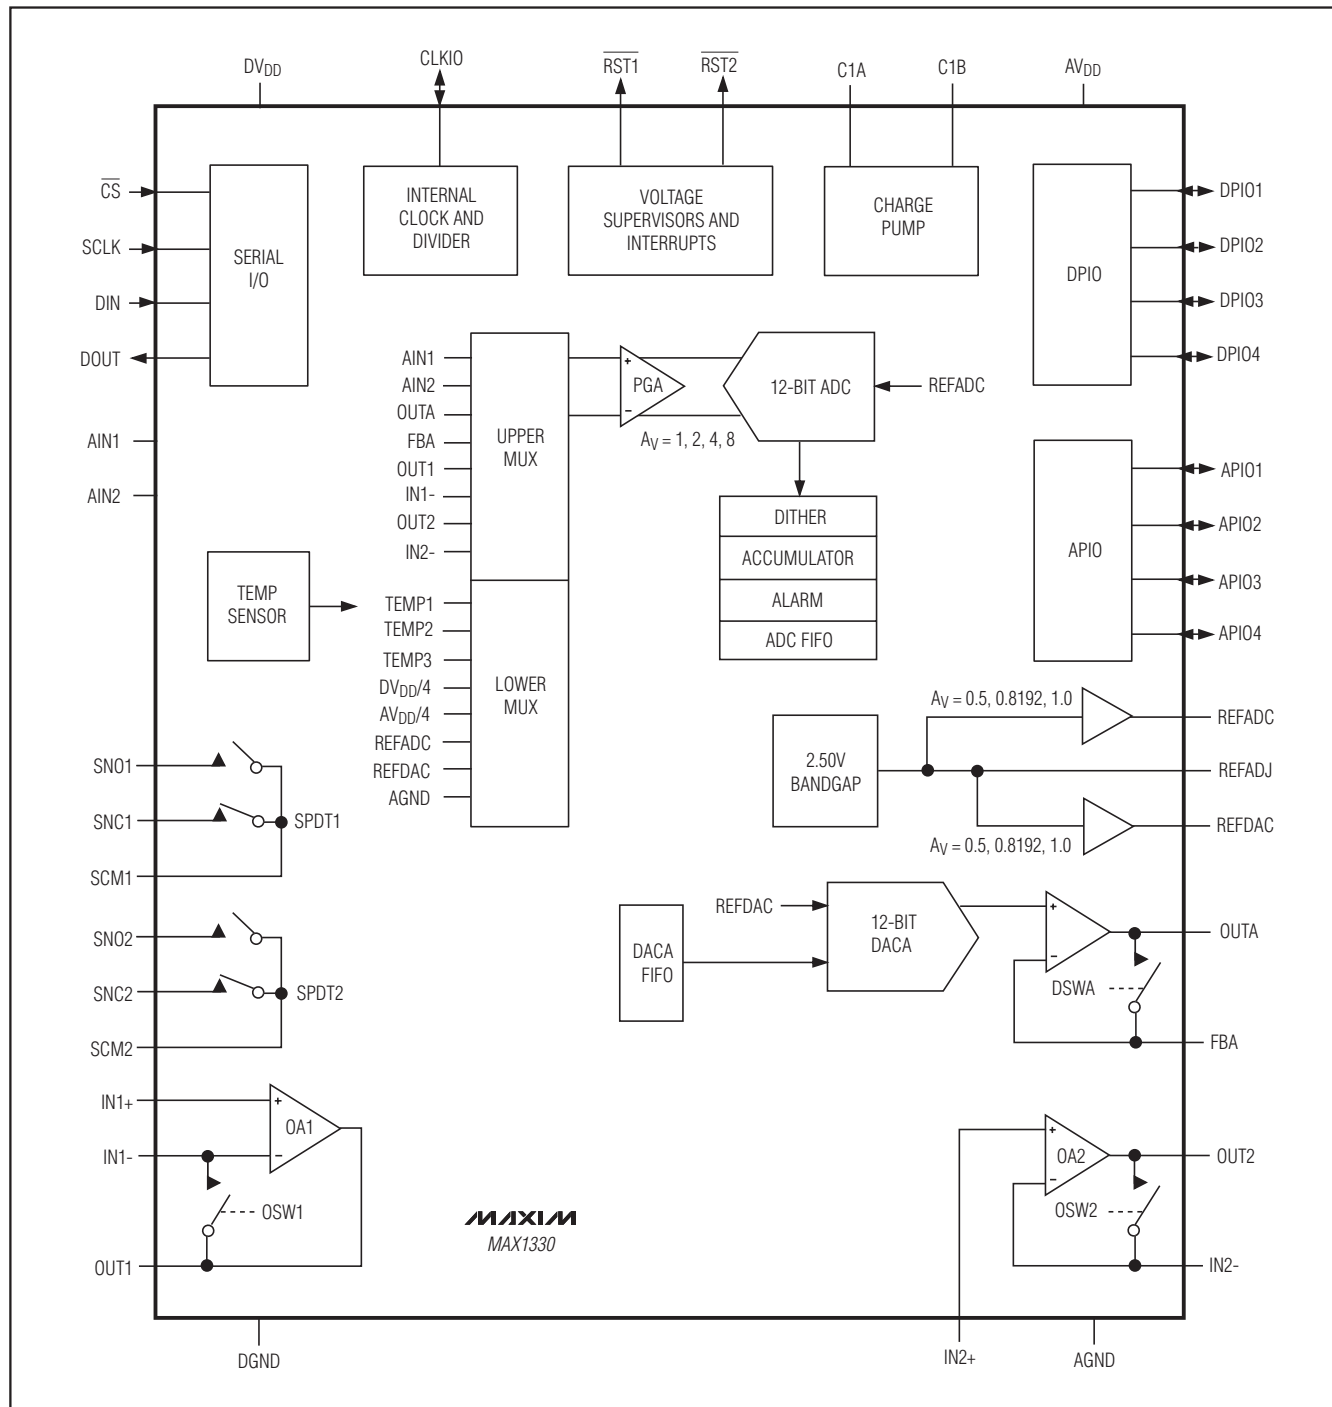 DVDD
CLKIO
RST1
RST2
C1A
C1B
AVDD
CS
SCLK
DIN
DOUT
SERIAL
I/O
INTERNAL
CLOCK AND
DIVIDER
VOLTAGE
SUPERVISORS AND
INTERRUPTS
CHARGE
PUMP
DPIO
DPIO1
DPIO2
DPIO3
DPIO4
AIN1
AIN2
AIN1
AIN2
OUTA
FBA
OUT1
IN1-
OUT2
IN2-
UPPER
MUX
+
PGA
−
AV = 1, 2, 4, 8
12-BIT ADC
REFADC
DITHER
ACCUMULATOR
ALARM
ADC FIFO
APIO
APIO1
APIO2
APIO3
APIO4
TEMP
SENSOR
TEMP1
TEMP2
TEMP3
DVDD/4
AVDD/4
REFADC
REFDAC
AGND
LOWER
MUX
2.50V
BANDGAP
AV = 0.5, 0.8192, 1.0
REFADC
REFADJ
REFDAC
AV = 0.5, 0.8192, 1.0
SNO1
SNC1
SPDT1
SCM1
SNO2
SNC2
SPDT2
SCM2
REFDAC
DACA
FIFO
12-BIT
DACA
+
−
OUTA
DSWA
FBA
IN1+
IN1-
+
OA1
−
OSW1
OUT1
MAXIM
MAX1330
+
OA2
−
OUT2
OSW2
IN2-
DGND
IN2+
AGND